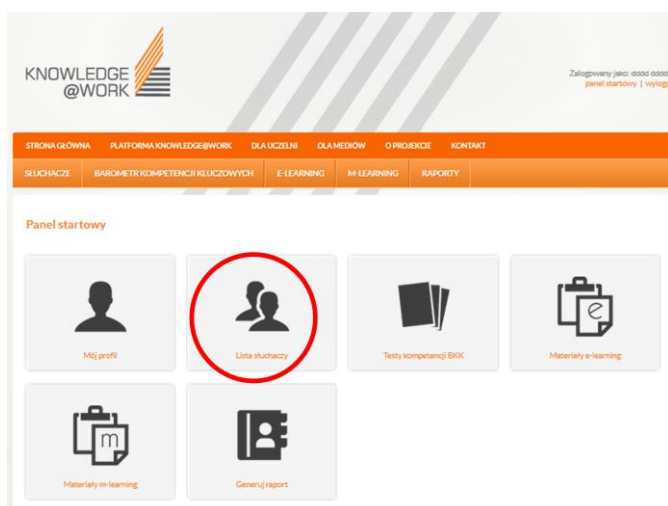 KNOWLEDGE
@WORK
Zalogowany jako: dddd dddd
panel startowy | wylogu
STRONA GŁÓWNA PLATFORMA KNOWLEDGE@WORK DLA UCZELNI DLA MEDIÓW O PROJEKCIE KONTAKT
SŁUCHACZE BAROMETR KOMPETENCJI KLUCZOWYCH E-LEARNING M-LEARNING RAPORTY
Panel startowy
e
Mój profil Lista słuchaczy Testy kompetencji BKK Materiały e-learning
m
Materiały m-learning Generuj raport